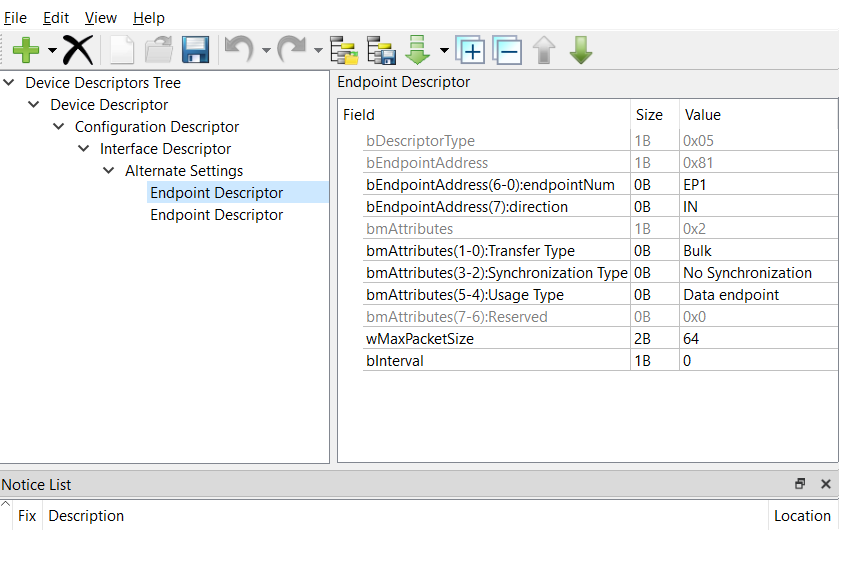 File Edit View Help
Device Descriptors Tree
Device Descriptor
Configuration Descriptor
Interface Descriptor
Alternate Settings
Endpoint Descriptor
Endpoint Descriptor
Endpoint Descriptor
Field Size Value
bDescriptorType 1B 0x05
bEndpointAddress 1B 0x81
bEndpointAddress(6-0):endpointNum 0B EP1
bEndpointAddress(7):direction 0B IN
bmAttributes 1B 0x2
bmAttributes(1-0):Transfer Type 0B Bulk
bmAttributes(3-2):Synchronization Type 0B No Synchronization
bmAttributes(5-4):Usage Type 0B Data endpoint
bmAttributes(7-6):Reserved 0B 0x0
wMaxPacketSize 2B 64
bInterval 1B 0
Notice List
Fix Description Location